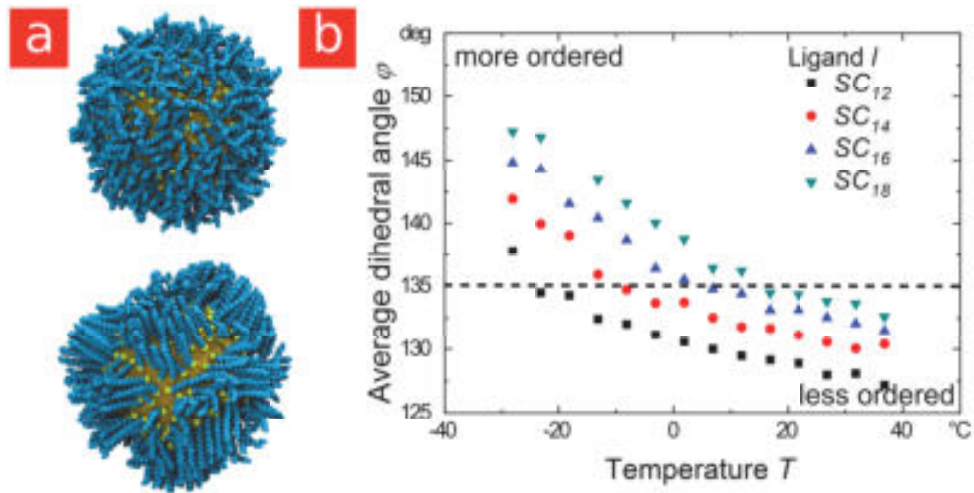 a
b
deg
more ordered
Ligand l
SC12
SC14
SC16
SC18
150
145
140
135
130
125
less ordered
-40
-20
0
20
40
°C
Average dihedral angle φ
Temperature T